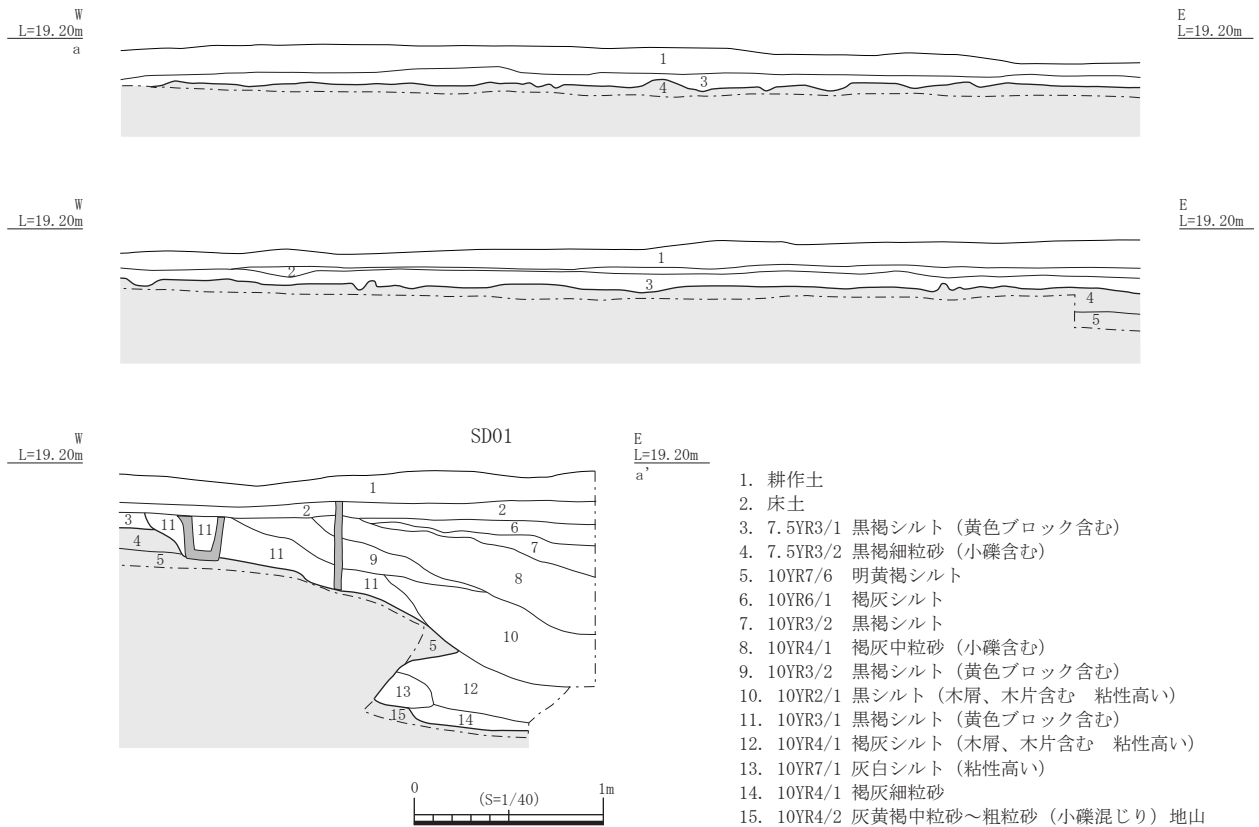 W
L=19.20m
a
E
L=19.20m
1
3
4
W
L=19.20m
E
L=19.20m
1
2
3
4
5
W
L=19.20m
SD01
E
L=19.20m
a'
1
2
2
3
11
11
6
4
7
5
11
9
8
11
10
5
13
12
15
14
1. 耕作土
2. 床土
3. 7.5YR3/1 黒褐シルト（黄色ブロック含む）
4. 7.5YR3/2 黒褐細粒砂（小礫含む）
5. 10YR7/6 明黄褐シルト
6. 10YR6/1 褐灰シルト
7. 10YR3/2 黒褐シルト
8. 10YR4/1 褐灰中粒砂（小礫含む）
9. 10YR3/2 黒褐シルト（黄色ブロック含む）
10. 10YR2/1 黒シルト（木屑、木片含む　粘性高い）
11. 10YR3/1 黒褐シルト（黄色ブロック含む）
12. 10YR4/1 褐灰シルト（木屑、木片含む　粘性高い）
13. 10YR7/1 灰白シルト（粘性高い）
14. 10YR4/1 褐灰細粒砂
15. 10YR4/2 灰黄褐中粒砂～粗粒砂（小礫混じり）地山
0 (S=1/40) 1m